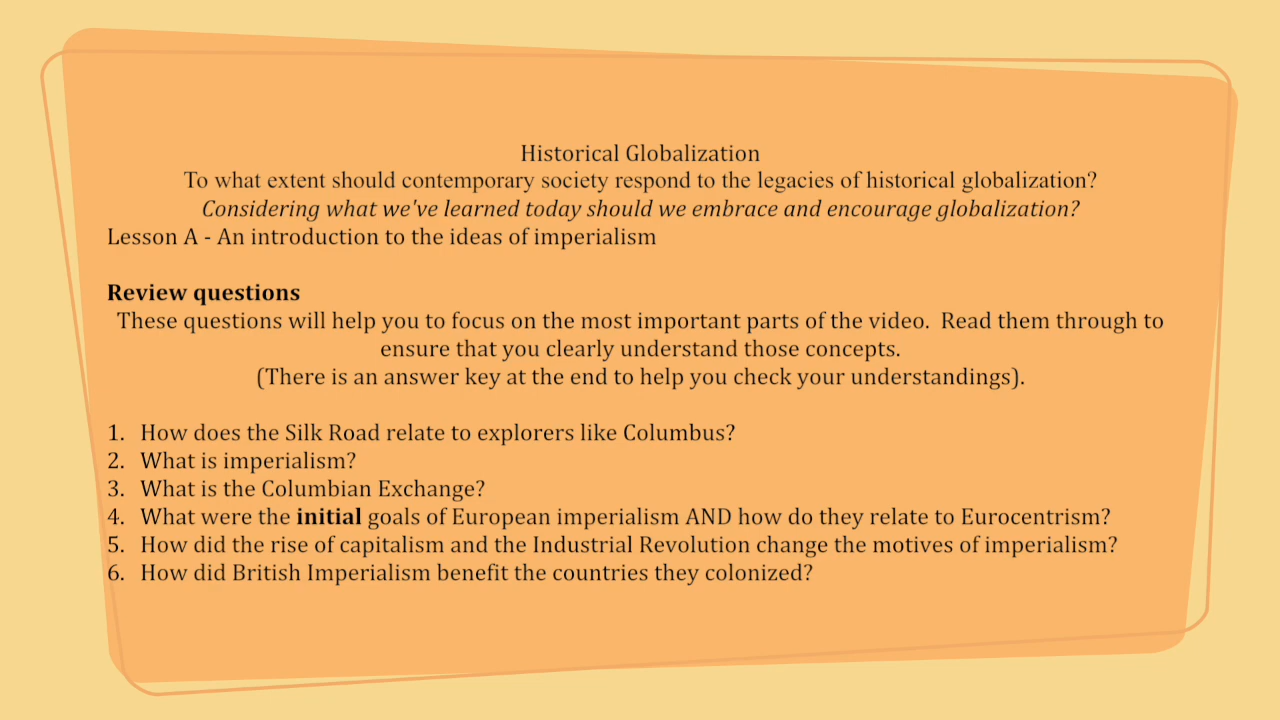 Historical Globalization
To what extent should contemporary society respond to the legacies of historical globalization?
Considering what we've learned today should we embrace and encourage globalization?
Lesson A - An introduction to the ideas of imperialism
Review questions
These questions will help you to focus on the most important parts of the video.  Read them through to
ensure that you clearly understand those concepts.
(There is an answer key at the end to help you check your understandings).
1. How does the Silk Road relate to explorers like Columbus?
2. What is imperialism?
3. What is the Columbian Exchange?
4. What were the initial goals of European imperialism AND how do they relate to Eurocentrism?
5. How did the rise of capitalism and the Industrial Revolution change the motives of imperialism?
6. How did British Imperialism benefit the countries they colonized?